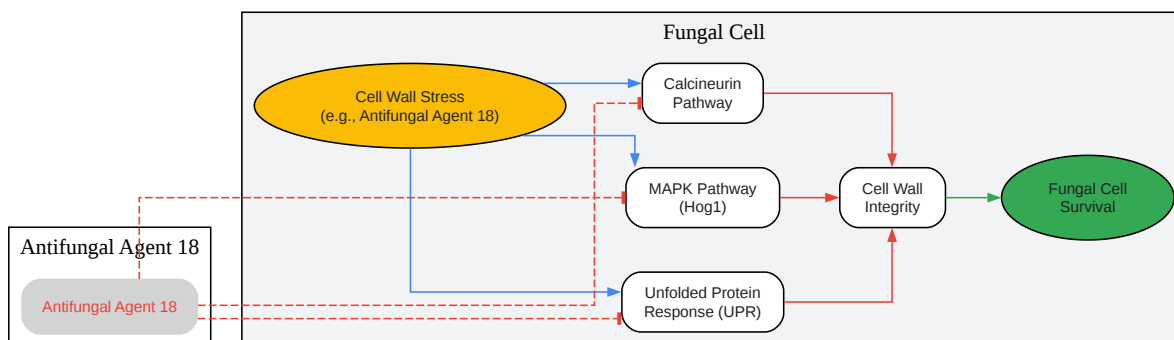 Fungal Cell
Cell Wall Stress
(e.g., Antifungal Agent 18)
Calcineurin
Pathway
MAPK Pathway
(Hog1)
Cell Wall
Integrity
Fungal Cell
Survival
Antifungal Agent 18
Antifungal Agent 18
Unfolded Protein
Response (UPR)